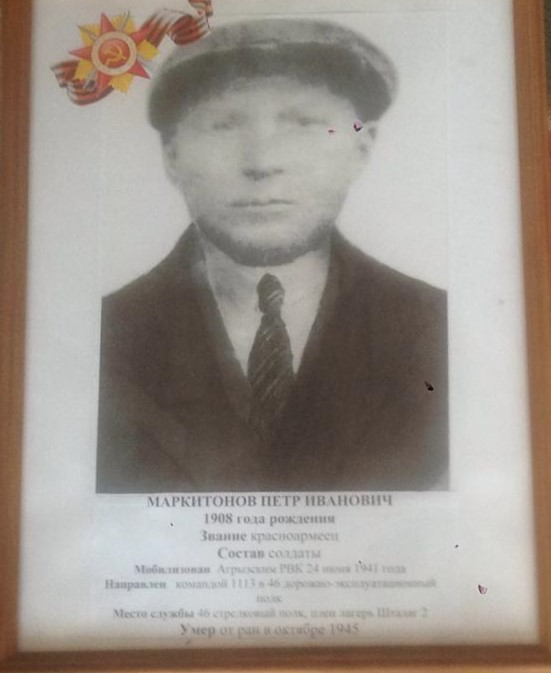 МАРКИТОНОВ ПЕТР ИВАНОВИЧ
1908 года рождения
Звание красноармеец
Состав солдаты
Мобилизован Агрызским РВК 24 июня 1941 года
Направлен командой 1113 в 46 дорожно-эксплуатационный
полк
Место службы 46 стрелковый полк, плен лагерь Шталаг 2
Умер от ран в октябре 1945